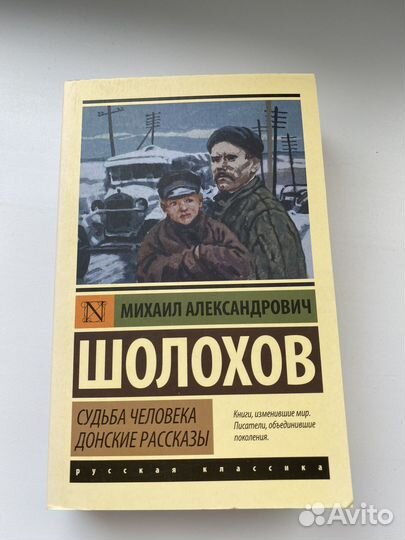 N
МИХАИЛ АЛЕКСАНДРОВИЧ
ШОЛОХОВ
СУДЬБА ЧЕЛОВЕКА
ДОНСКИЕ РАССКАЗЫ
Книги, изменившие мир.
Писатели, объединившие
поколения.
русская классика
Avito